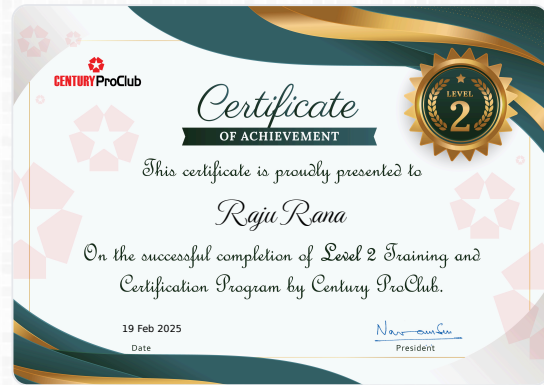 CENTURY ProClub
Certificate
OF ACHIEVEMENT
LEVEL
2
This certificate is proudly presented to
Raju Rana
On the successful completion of Level 2 Training and
Certification Program by Century ProClub.
19 Feb 2025
Date
President